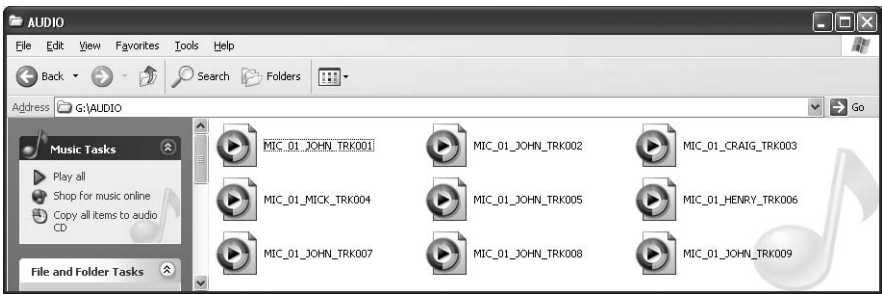 AUDIO
File Edit View Favorites Tools Help
Back Search Folders
Address G:\AUDIO Go
Music Tasks
Play all
Shop for music online
Copy all items to audio
CD
File and Folder Tasks
MIC_01_JOHN_TRK001 MIC_01_JOHN_TRK002 MIC_01_CRAIG_TRK003
MIC_01_MICK_TRK004 MIC_01_JOHN_TRK005 MIC_01_HENRY_TRK006
MIC_01_JOHN_TRK007 MIC_01_JOHN_TRK008 MIC_01_JOHN_TRK009